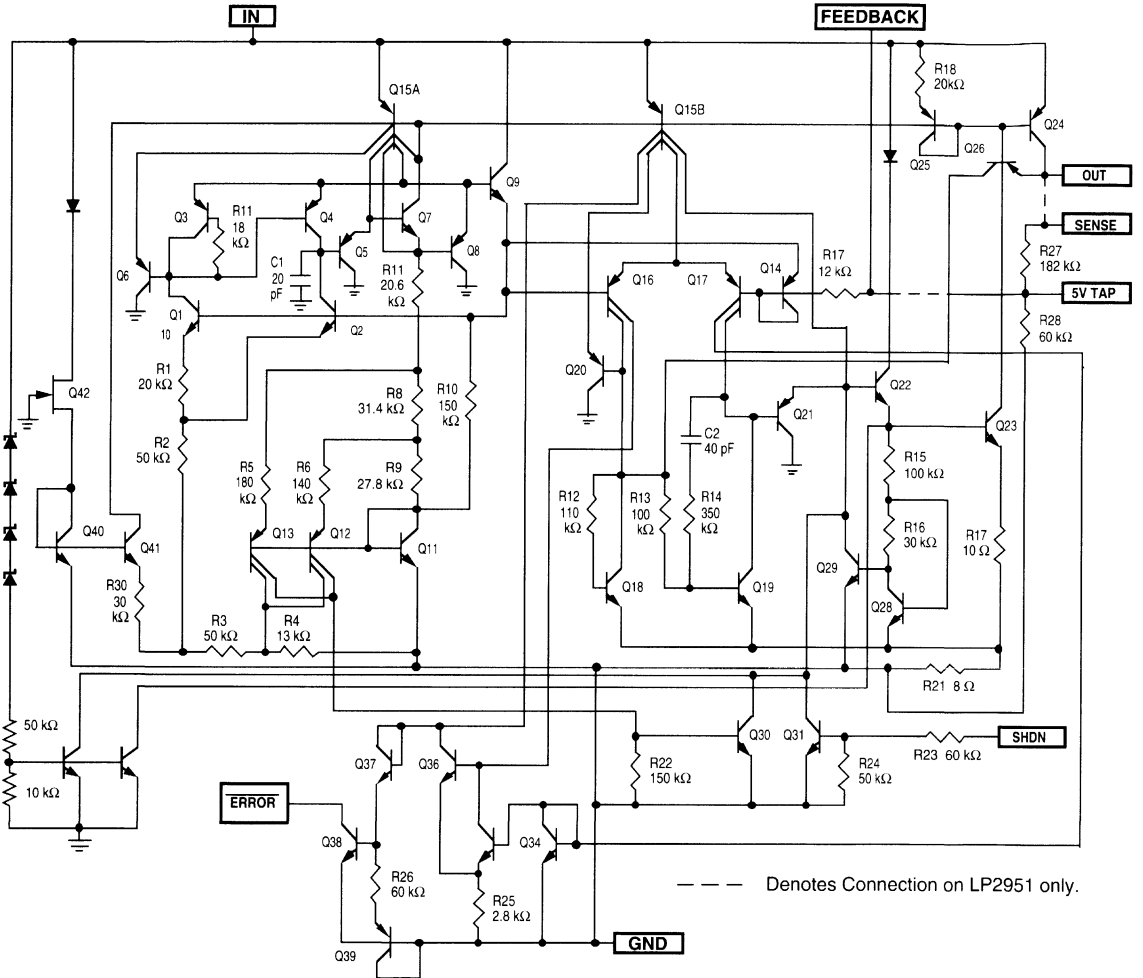 IN
FEEDBACK
R18
20kΩ
Q15A
Q15B
Q24
Q25
Q26
OUT
Q9
Q3
R11
18
kΩ
Q4
Q7
Q5
Q8
Q6
C1
20
pF
R11
20.6
kΩ
Q16
Q17
Q14
R17
12 kΩ
SENSE
R27
182 kΩ
5V TAP
R28
60 kΩ
Q1
10
Q2
R1
20 kΩ
Q42
R8
31.4 kΩ
R10
150
kΩ
Q20
Q22
Q21
Q23
R2
50 kΩ
R5
180
kΩ
R6
140
kΩ
R9
27.8 kΩ
C2
40 pF
R15
100 kΩ
R12
110
kΩ
R13
100
kΩ
R14
350
kΩ
R16
30 kΩ
R17
10 Ω
Q40
Q41
Q13
Q12
Q11
Q18
Q19
Q29
Q28
R30
30
kΩ
R3
50 kΩ
R4
13 kΩ
R21 8 Ω
50 kΩ
10 kΩ
Q37
Q36
R22
150 kΩ
Q30
Q31
R24
50 kΩ
R23 60 kΩ
SHDN
ERROR
Q38
Q34
R26
60 kΩ
R25
2.8 kΩ
Q39
GND
— — — Denotes Connection on LP2951 only.